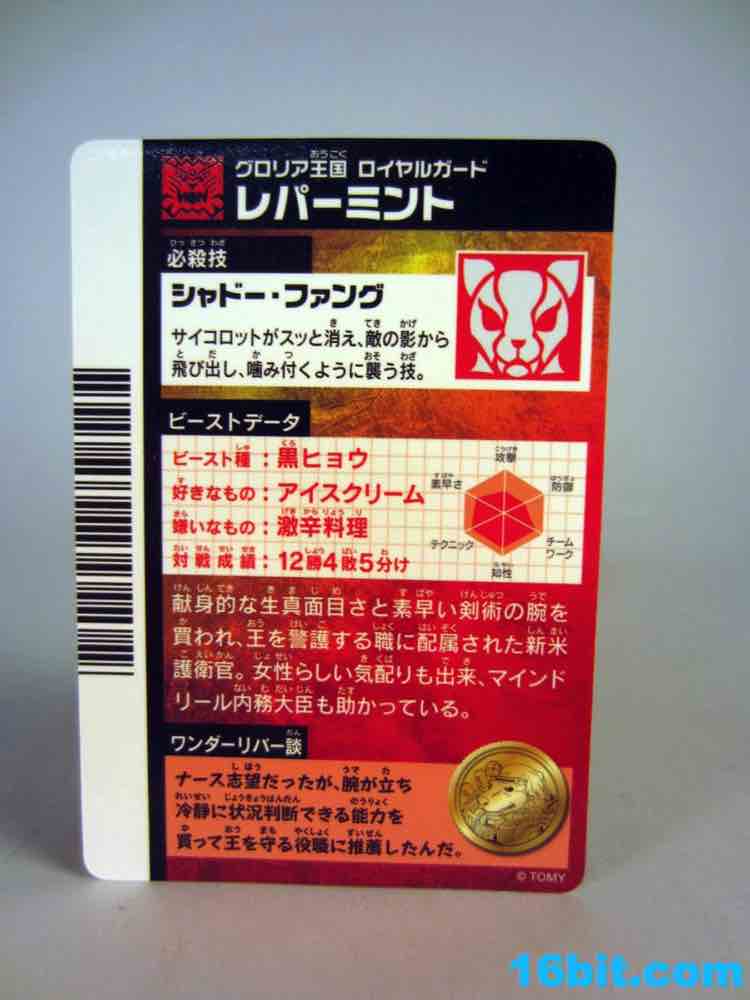 グロリア王国 ロイヤルガード
レパーミント
必殺技
シャドー・ファング
サイコロットがスッと消え、敵の影から
飛び出し、噛み付くように襲う技。
ビーストデータ
ビースト種：黒ヒョウ
好きなもの：アイスクリーム
嫌いなもの：激辛料理
対戦成績：12勝4敗5分け
攻撃
素早さ
防御
テクニック
チーム
ワーク
知性
献身的な生真面目さと素早い剣術の腕を
買われ、王を警護する職に配属された新米
護衛官。女性らしい気配りも出来、マインド
リール内務大臣も助かっている。
ワンダーリバー談
ナース志望だったが、腕が立ち
冷静に状況判断できる能力を
買って王を守る役職に推薦したんだ。
© TOMY
16bit.com